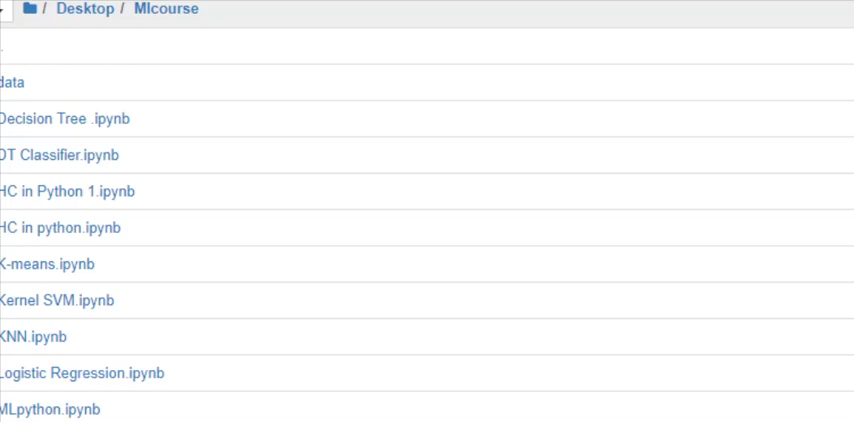 / Desktop / Mlcourse
.
data
Decision Tree .ipynb
DT Classifier.ipynb
HC in Python 1.ipynb
HC in python.ipynb
K-means.ipynb
Kernel SVM.ipynb
KNN.ipynb
Logistic Regression.ipynb
MLpython.ipynb